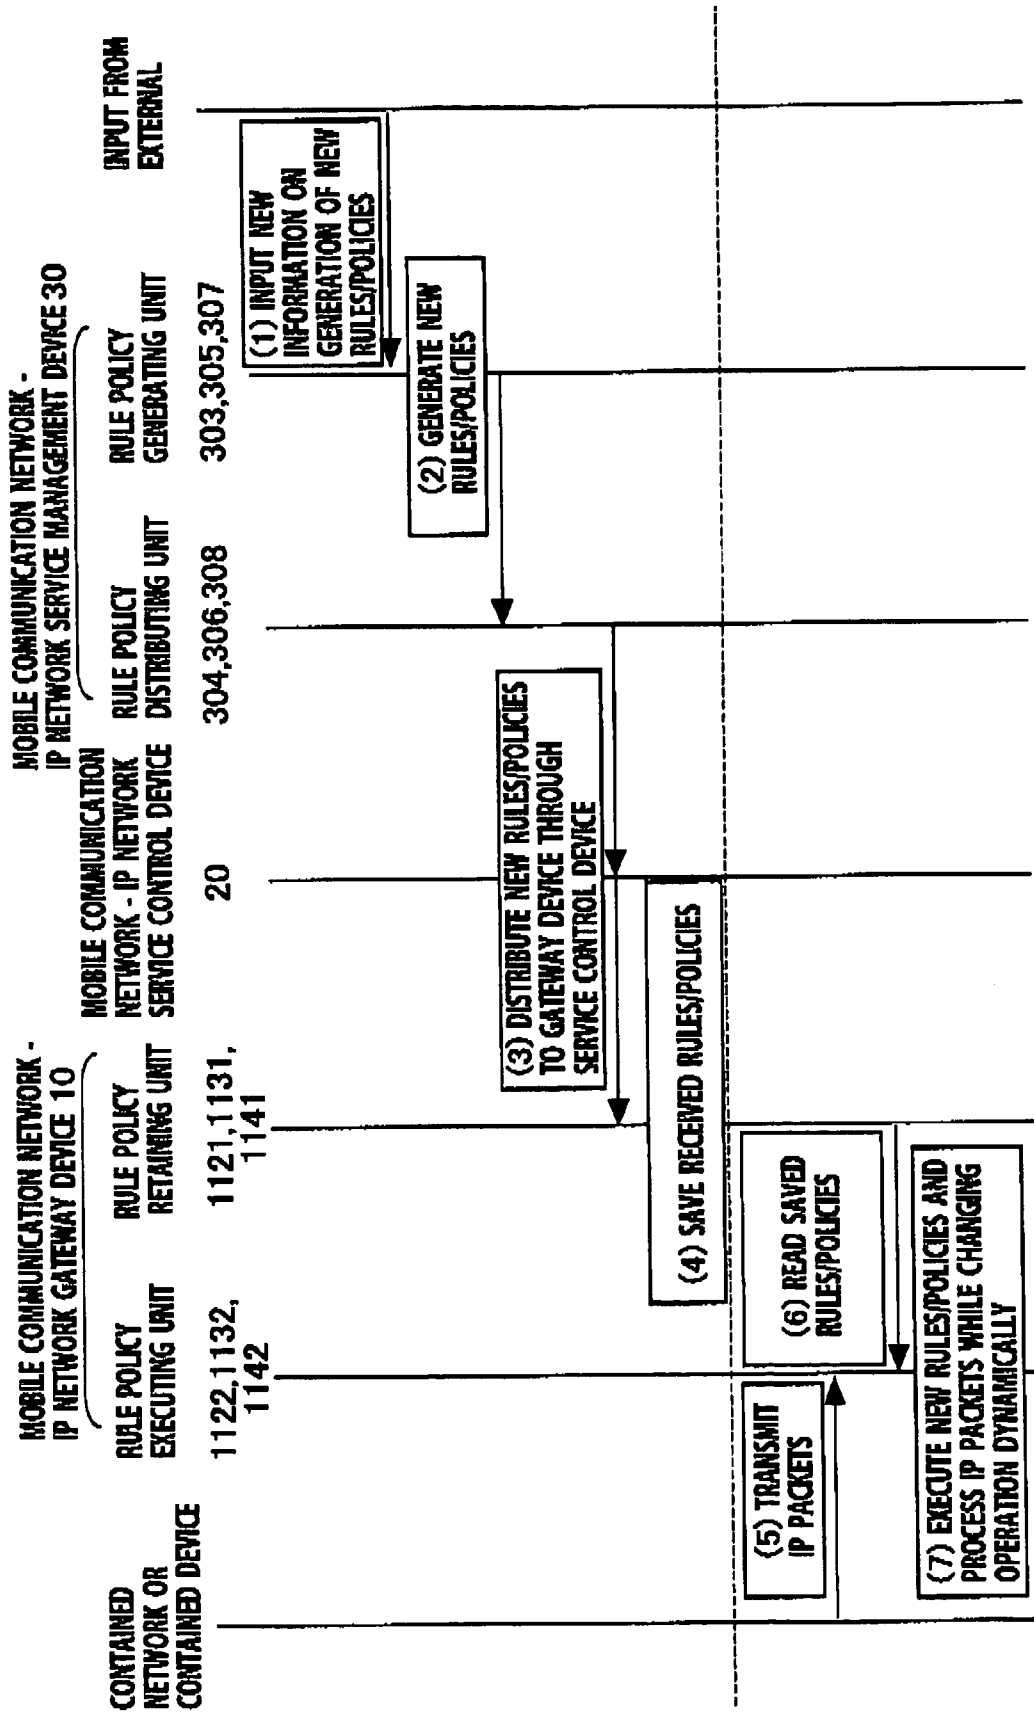 MOBILE COMMUNICATION NETWORK -
IP NETWORK GATEWAY DEVICE 10
MOBILE COMMUNICATION NETWORK -
IP NETWORK SERVICE MANAGEMENT DEVICE 30
CONTAINED
NETWORK OR
CONTAINED DEVICE
RULE POLICY
EXECUTING UNIT
1122,1132,
1142
RULE POLICY
RETAINING UNIT
1121,1131,
1141
MOBILE COMMUNICATION
NETWORK - IP NETWORK
SERVICE CONTROL DEVICE
20
RULE POLICY
DISTRIBUTING UNIT
304,306,308
RULE POLICY
GENERATING UNIT
303,305,307
INPUT FROM
EXTERNAL
(1) INPUT NEW
INFORMATION ON
GENERATION OF NEW
RULES/POLICIES
(2) GENERATE NEW
RULES/POLICIES
(3) DISTRIBUTE NEW RULES/POLICIES
TO GATEWAY DEVICE THROUGH
SERVICE CONTROL DEVICE
(4) SAVE RECEIVED RULES/POLICIES
(5) TRANSMIT
IP PACKETS
(6) READ SAVED
RULES/POLICIES
(7) EXECUTE NEW RULES/POLICIES AND
PROCESS IP PACKETS WHILE CHANGING
OPERATION DYNAMICALLY